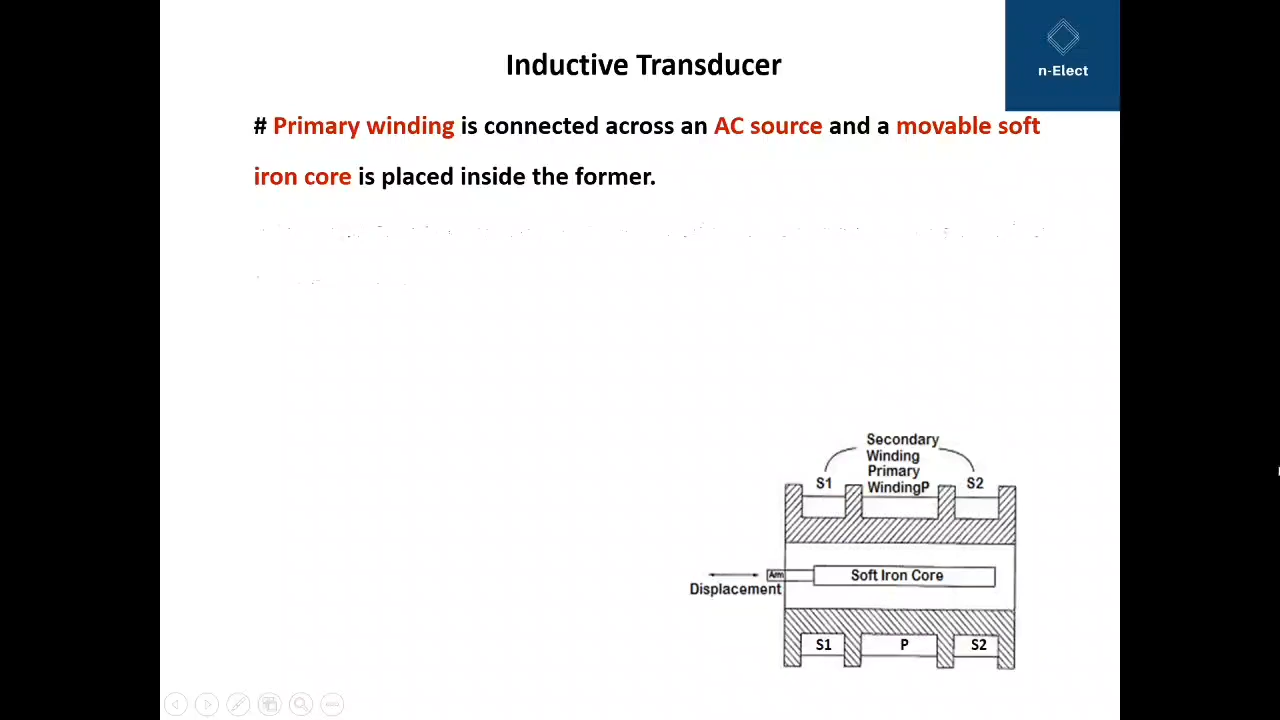 Inductive Transducer
n-Elect
# Primary winding is connected across an AC source and a movable soft
iron core is placed inside the former.
Secondary
Winding
Primary
WindingP
S1
S2
Arm
Soft Iron Core
Displacement
S1
P
S2